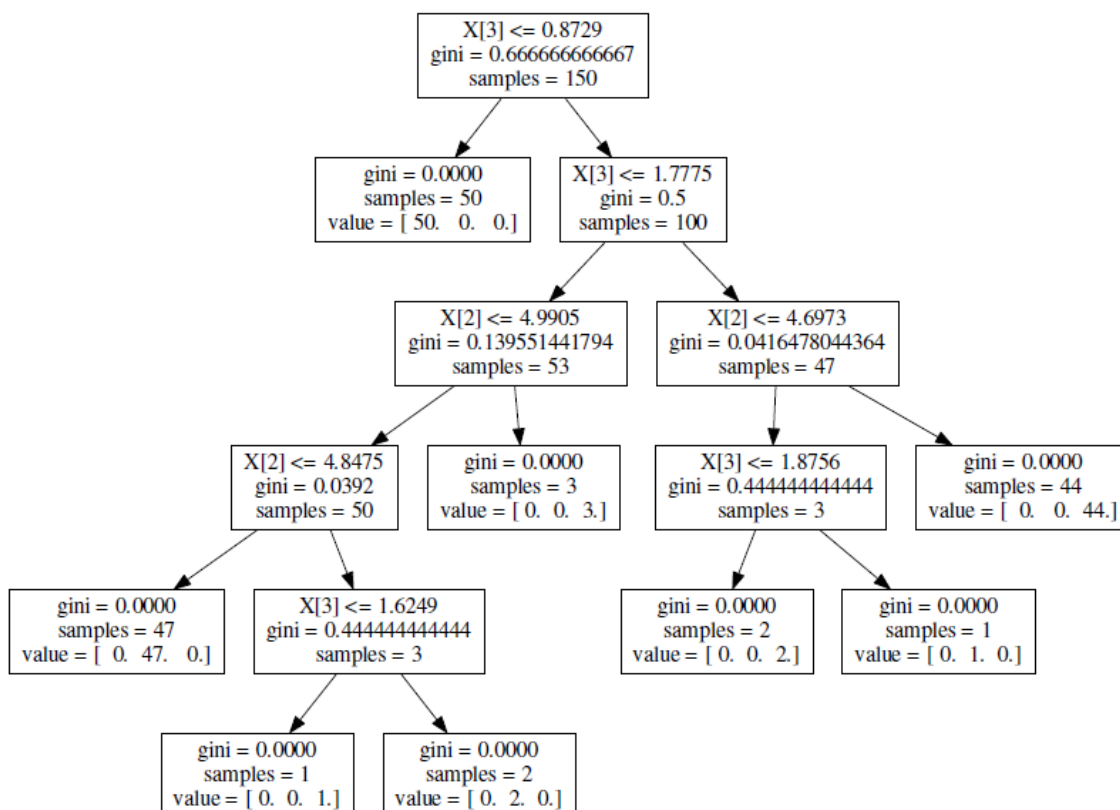 X[3] <= 0.8729
gini = 0.666666666667
samples = 150
gini = 0.0000
samples = 50
value = [ 50. 0. 0.]
X[3] <= 1.7775
gini = 0.5
samples = 100
X[2] <= 4.9905
gini = 0.139551441794
samples = 53
X[2] <= 4.6973
gini = 0.0416478044364
samples = 47
X[2] <= 4.8475
gini = 0.0392
samples = 50
gini = 0.0000
samples = 3
value = [ 0. 0. 3.]
X[3] <= 1.8756
gini = 0.444444444444
samples = 3
gini = 0.0000
samples = 44
value = [ 0. 0. 44.]
gini = 0.0000
samples = 47
value = [ 0. 47. 0.]
X[3] <= 1.6249
gini = 0.444444444444
samples = 3
gini = 0.0000
samples = 2
value = [ 0. 0. 2.]
gini = 0.0000
samples = 1
value = [ 0. 1. 0.]
gini = 0.0000
samples = 1
value = [ 0. 0. 1.]
gini = 0.0000
samples = 2
value = [ 0. 2. 0.]